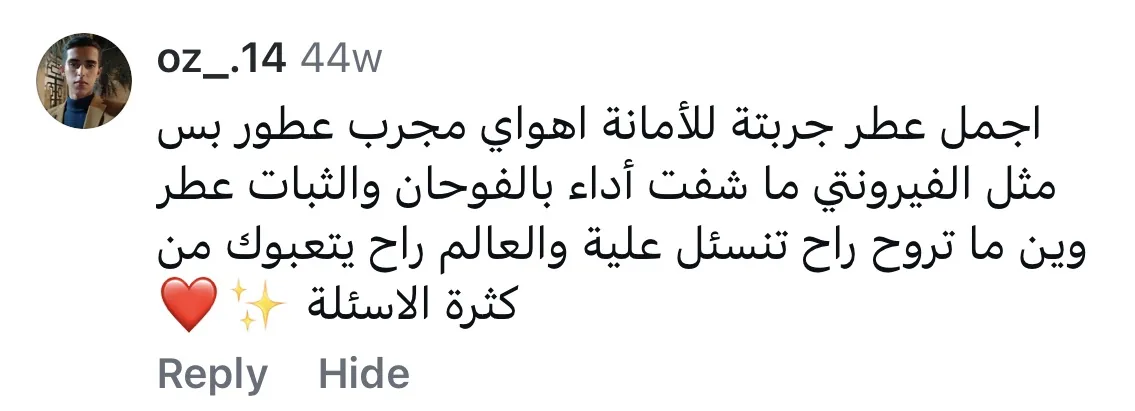 oz_.14 44w
اجمل عطر جربتة للأمانة اهواي مجرب عطور بس
مثل الفيرونتي ما شفت أداء بالفوحان والثبات عطر
وين ما تروح راح تنسئل علية والعالم راح يتعبوك من
كثرة الاسئلة ✨❤️
Reply Hide